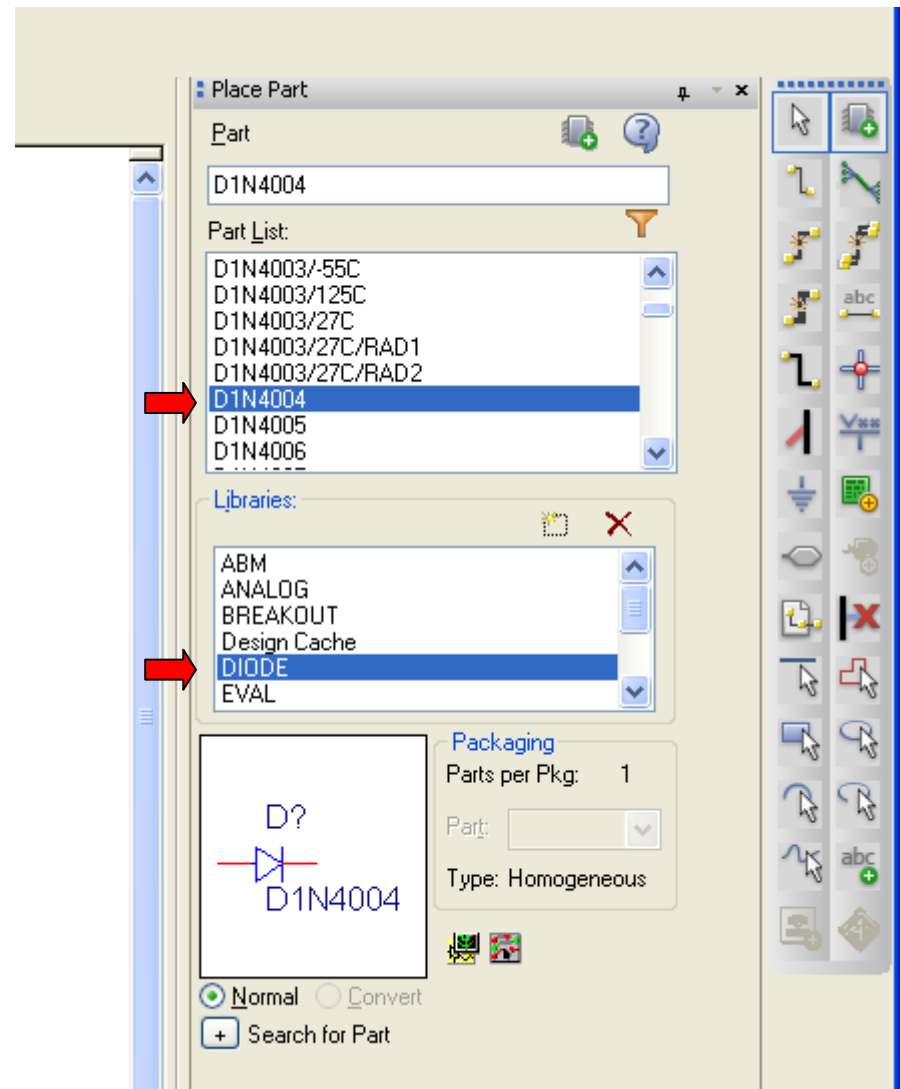 Place Part
Part
D1N4004
Part List:
D1N4003/-55C
D1N4003/125C
D1N4003/27C
D1N4003/27C/RAD1
D1N4003/27C/RAD2
D1N4004
D1N4005
D1N4006
Libraries:
ABM
ANALOG
BREAKOUT
Design Cache
DIODE
EVAL
Packaging
Parts per Pkg: 1
Part:
Type: Homogeneous
D?
D1N4004
Normal Convert
+ Search for Part
abc
abc